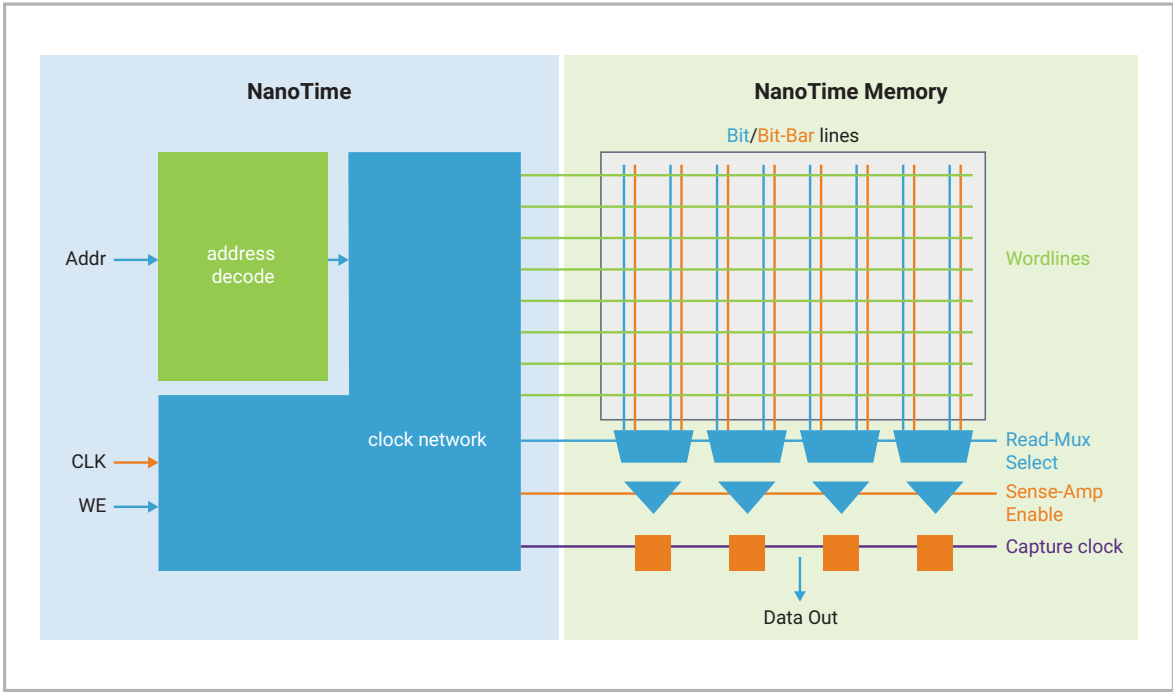 NanoTime
NanoTime Memory
Bit/Bit-Bar lines
Addr
address
decode
Wordlines
clock network
CLK
WE
Read-Mux
Select
Sense-Amp
Enable
Capture clock
Data Out